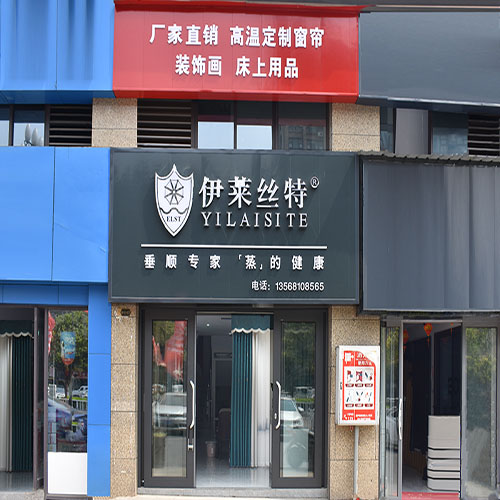 厂家直销 高温定制窗帘
装饰画 床上用品
伊莱丝特®
YILAISITE
ELST
垂顺专家「蒸」的健康
电话: 13568108565